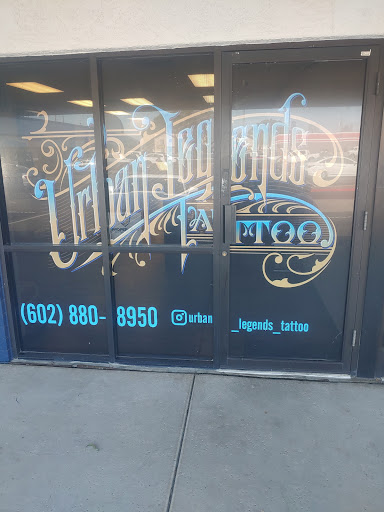 Urban Legends
TATTOO
(602) 880-8950 urban_legends_tattoo